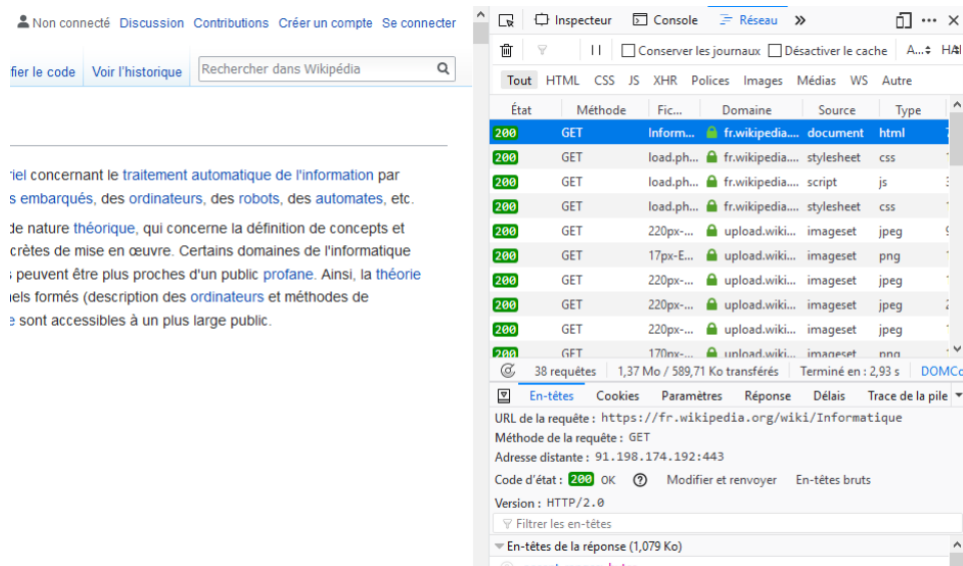 Non connecté Discussion Contributions Créer un compte Se connecter
fier le code Voir l'historique Rechercher dans Wikipédia
riel concernant le traitement automatique de l'information par
s embarqués, des ordinateurs, des robots, des automates, etc.
de nature théorique, qui concerne la définition de concepts et
crètes de mise en œuvre. Certains domaines de l'informatique
s peuvent être plus proches d'un public profane. Ainsi, la théorie
nels formés (description des ordinateurs et méthodes de
e sont accessibles à un plus large public.
Inspecteur Console Réseau
Conserver les journaux Désactiver le cache A...
Tout HTML CSS JS XHR Polices Images Médias WS Autre
État Méthode Fic... Domaine Source Type
200 GET Inform... fr.wikipedia.... document html
200 GET load.ph... fr.wikipedia.... stylesheet css
200 GET load.ph... fr.wikipedia.... script js
200 GET load.ph... fr.wikipedia.... stylesheet css
200 GET 220px-... upload.wiki... imageset jpeg
200 GET 17px-E... upload.wiki... imageset png
200 GET 220px-... upload.wiki... imageset jpeg
200 GET 220px-... upload.wiki... imageset jpeg
200 GET 220px-... upload.wiki... imageset jpeg
200 GET 170px-... upload.wiki... imageset png
38 requêtes 1,37 Mo / 589,71 Ko transférés Terminé en : 2,93 s DOMCo
En-têtes Cookies Paramètres Réponse Délais Trace de la pile
URL de la requête : https://fr.wikipedia.org/wiki/Informatique
Méthode de la requête : GET
Adresse distante : 91.198.174.192:443
Code d'état : 200 OK Modifier et renvoyer En-têtes bruts
Version : HTTP/2.0
Filtrer les en-têtes
En-têtes de la réponse (1,079 Ko)